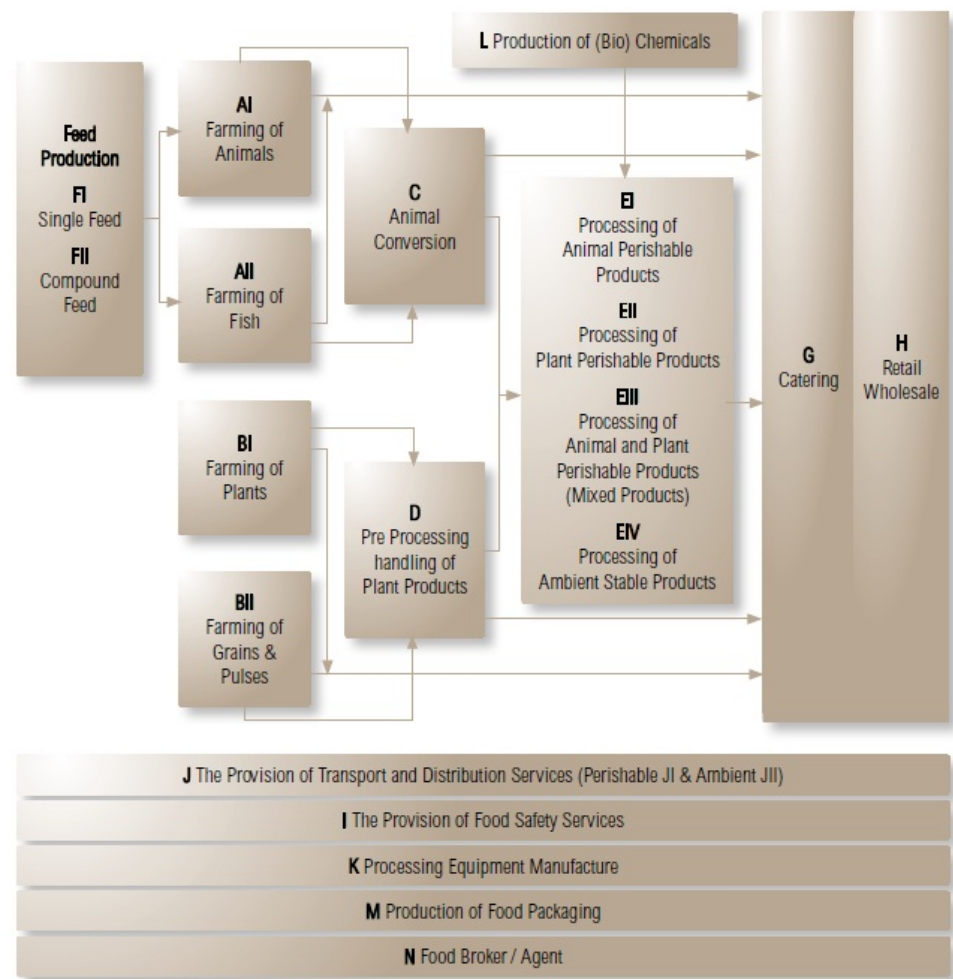 L Production of (Bio) Chemicals
Feed
Production
FI
Single Feed
FII
Compound
Feed
AI
Farming of
Animals
AII
Farming of
Fish
BI
Farming of
Plants
BII
Farming of
Grains &
Pulses
C
Animal
Conversion
D
Pre Processing
handling of
Plant Products
EI
Processing of
Animal Perishable
Products
EII
Processing of
Plant Perishable Products
EIII
Processing of
Animal and Plant
Perishable Products
(Mixed Products)
EIV
Processing of
Ambient Stable Products
G
Catering
H
Retail
Wholesale
J The Provision of Transport and Distribution Services (Perishable JI & Ambient JII)
I The Provision of Food Safety Services
K Processing Equipment Manufacture
M Production of Food Packaging
N Food Broker / Agent